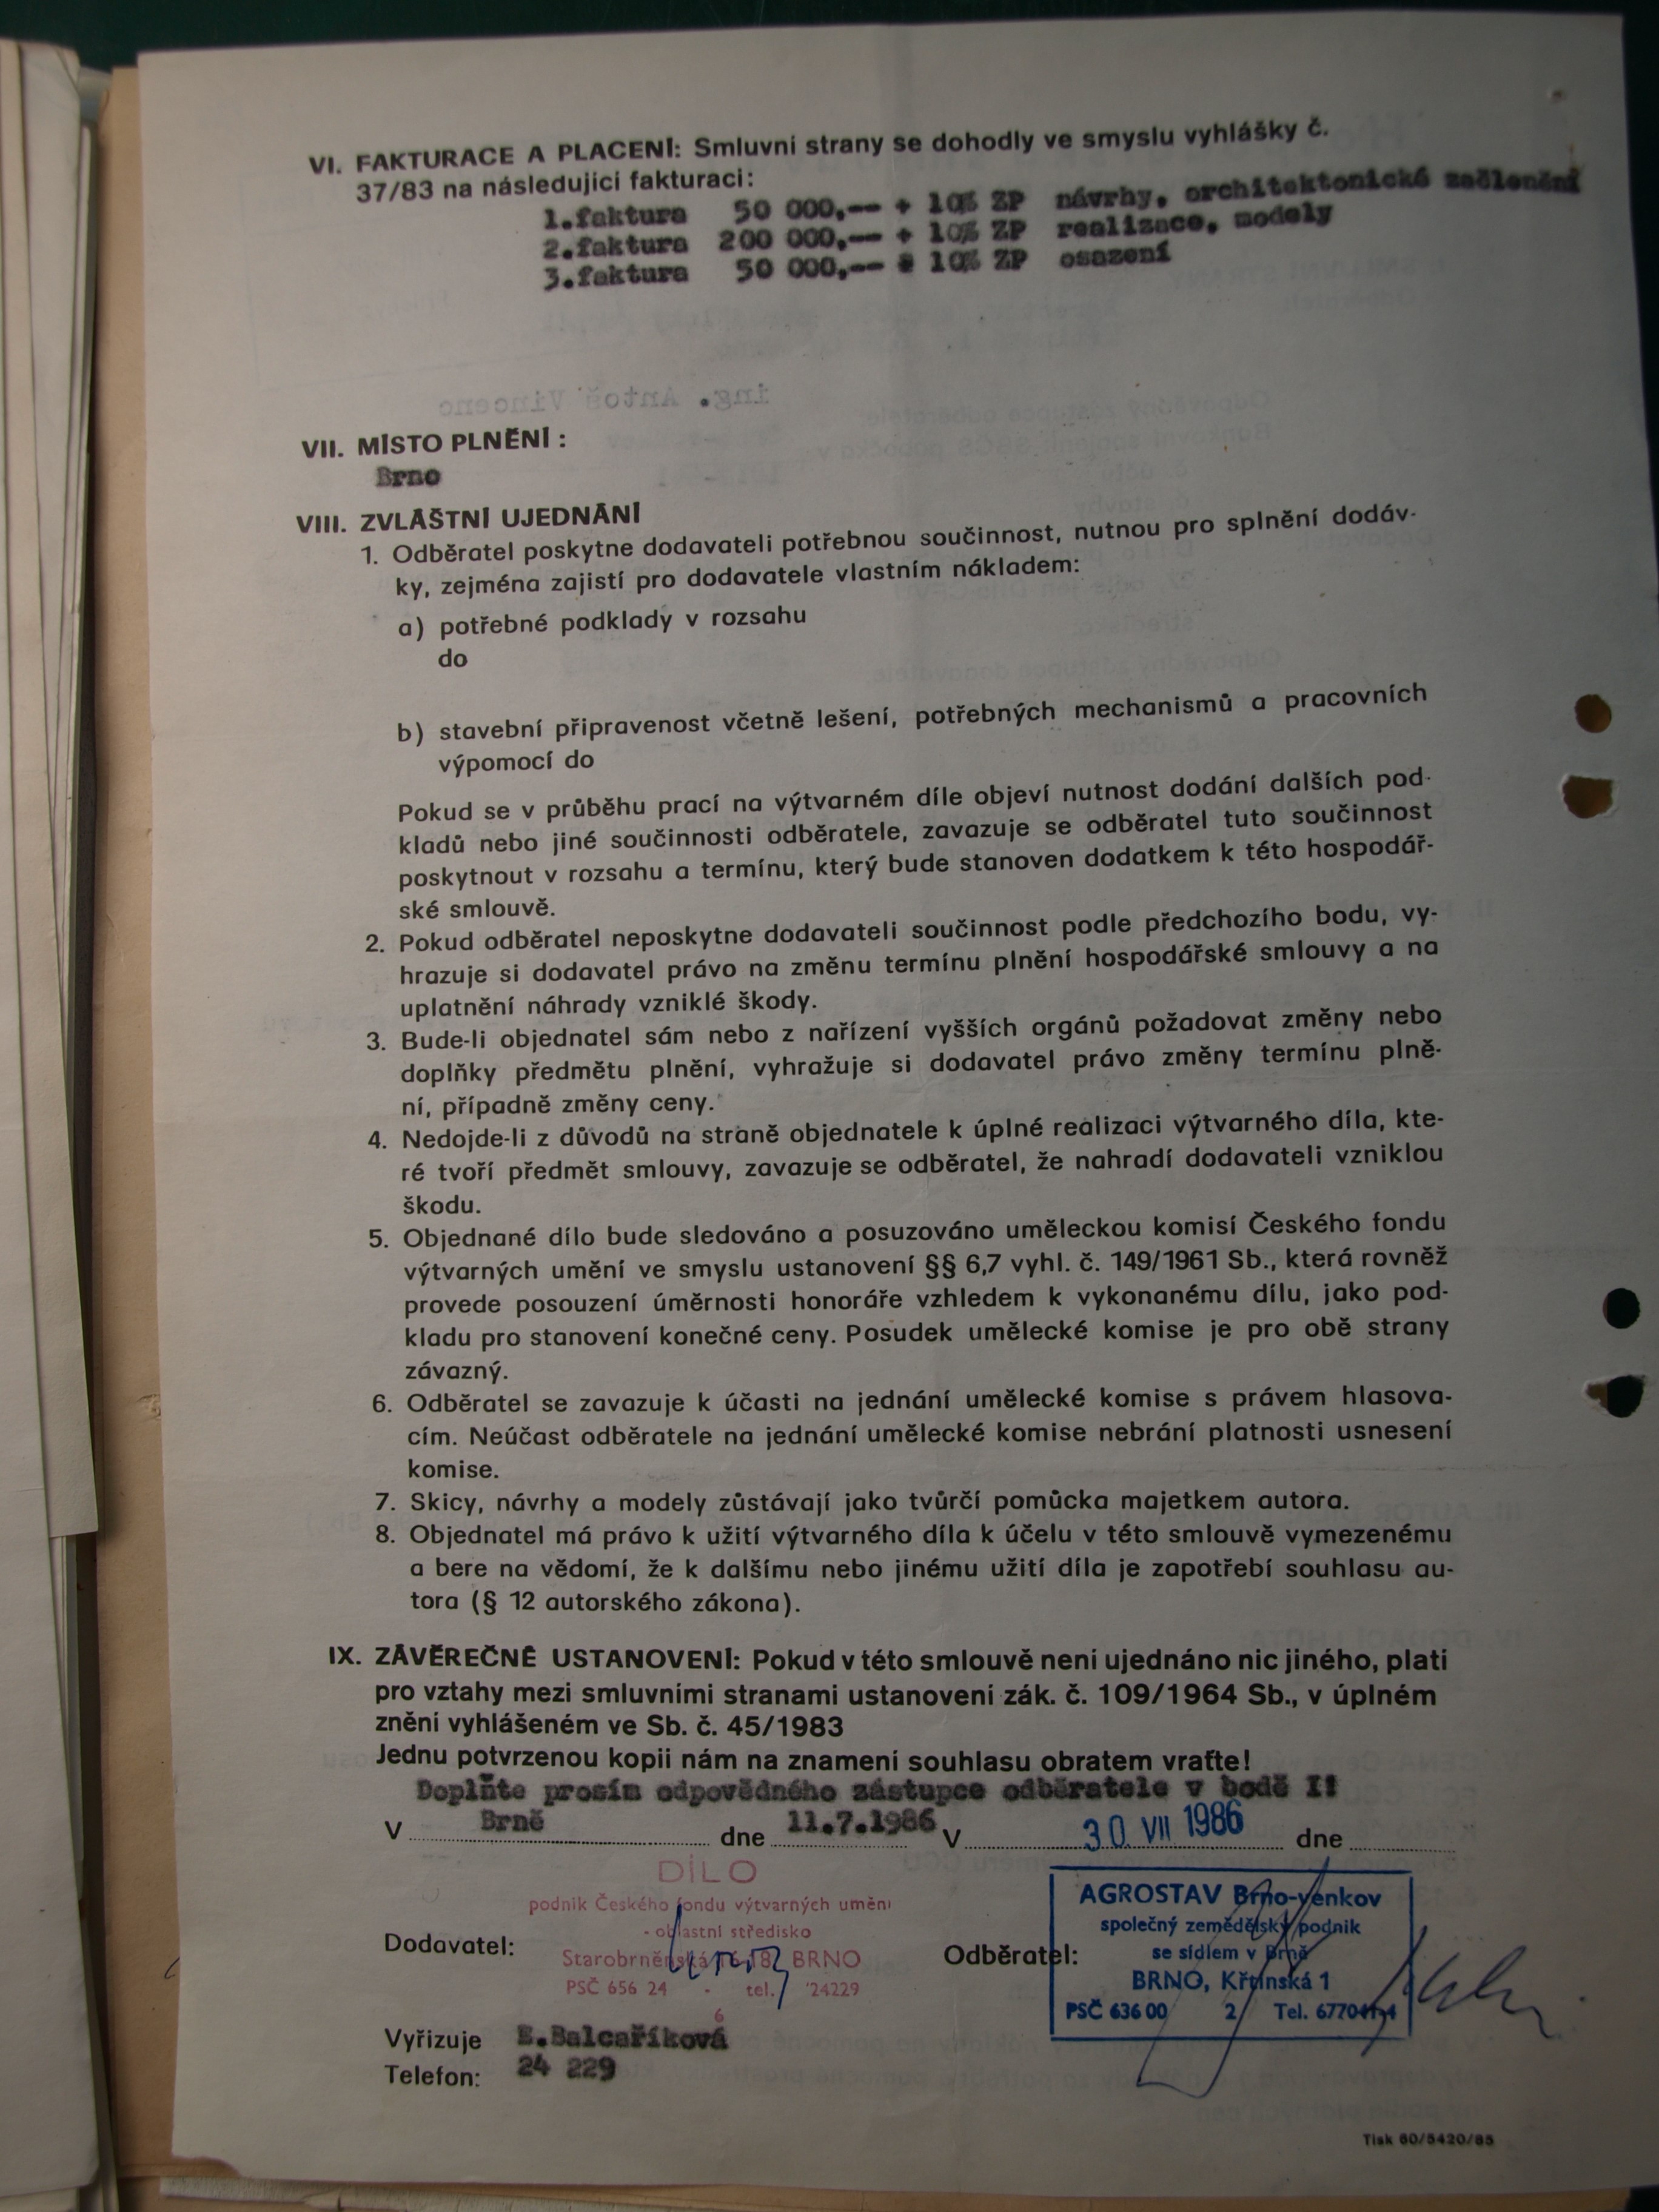 VI. FAKTURACE A PLACENÍ: Smluvní strany se dohodly ve smyslu vyhlášky č.
37/83 na následující fakturaci:
1.faktura 50 000,-- + 10% ZP návrhy, architektonické začlenění
2.faktura 200 000,-- + 10% ZP realizace, modely
3.faktura 50 000,-- + 10% ZP osazení
VII. MÍSTO PLNĚNÍ :
Brno
VIII. ZVLÁŠTNÍ UJEDNÁNÍ
1. Odběratel poskytne dodavateli potřebnou součinnost, nutnou pro splnění dodáv-
ky, zejména zajistí pro dodavatele vlastním nákladem:
a) potřebné podklady v rozsahu
do
b) stavební připravenost včetně lešení, potřebných mechanismů a pracovních
výpomocí do
Pokud se v průběhu prací na výtvarném díle objeví nutnost dodání dalších pod-
kladů nebo jiné součinnosti odběratele, zavazuje se odběratel tuto součinnost
poskytnout v rozsahu a termínu, který bude stanoven dodatkem k této hospodář-
ské smlouvě.
2. Pokud odběratel neposkytne dodavateli součinnost podle předchozího bodu, vy-
hrazuje si dodavatel právo na změnu termínu plnění hospodářské smlouvy a na
uplatnění náhrady vzniklé škody.
3. Bude-li objednatel sám nebo z nařízení vyšších orgánů požadovat změny nebo
doplňky předmětu plnění, vyhražuje si dodavatel právo změny termínu plně-
ní, případně změny ceny.
4. Nedojde-li z důvodů na straně objednatele k úplné realizaci výtvarného díla, kte-
ré tvoří předmět smlouvy, zavazuje se odběratel, že nahradí dodavateli vzniklou
škodu.
5. Objednané dílo bude sledováno a posuzováno uměleckou komisí Českého fondu
výtvarných umění ve smyslu ustanovení §§ 6,7 vyhl. č. 149/1961 Sb., která rovněž
provede posouzení úměrnosti honoráře vzhledem k vykonanému dílu, jako pod-
kladu pro stanovení konečné ceny. Posudek umělecké komise je pro obě strany
závazný.
6. Odběratel se zavazuje k účasti na jednání umělecké komise s právem hlasova-
cím. Neúčast odběratele na jednání umělecké komise nebrání platnosti usnesení
komise.
7. Skicy, návrhy a modely zůstávají jako tvůrčí pomůcka majetkem autora.
8. Objednatel má právo k užití výtvarného díla k účelu v této smlouvě vymezenému
a bere na vědomí, že k dalšímu nebo jinému užití díla je zapotřebí souhlasu au-
tora (§ 12 autorského zákona).
IX. ZÁVĚREČNÉ USTANOVENÍ: Pokud v této smlouvě není ujednáno nic jiného, platí
pro vztahy mezi smluvními stranami ustanovení zák. č. 109/1964 Sb., v úplném
znění vyhlášeném ve Sb. č. 45/1983
Jednu potvrzenou kopii nám na znamení souhlasu obratem vraťte!
Doplňte prosím odpovědného zástupce odběratele v bodě I!
V Brně dne 11.7.1986 V 30. VII 1986 dne
DÍLO
podnik Českého fondu výtvarných umění
- oblastní středisko
Starobrněnská 16-18, BRNO
PSČ 656 24 - tel. 24229
6
Dodavatel:
Odběratel:
AGROSTAV Brno-venkov
společný zemědělský podnik
se sídlem v Brně
BRNO, Křtinská 1
PSČ 636 00 2 Tel. 677041-4
Vyřizuje E.Balcaříková
Telefon: 24 229
Tisk 60/5420/85